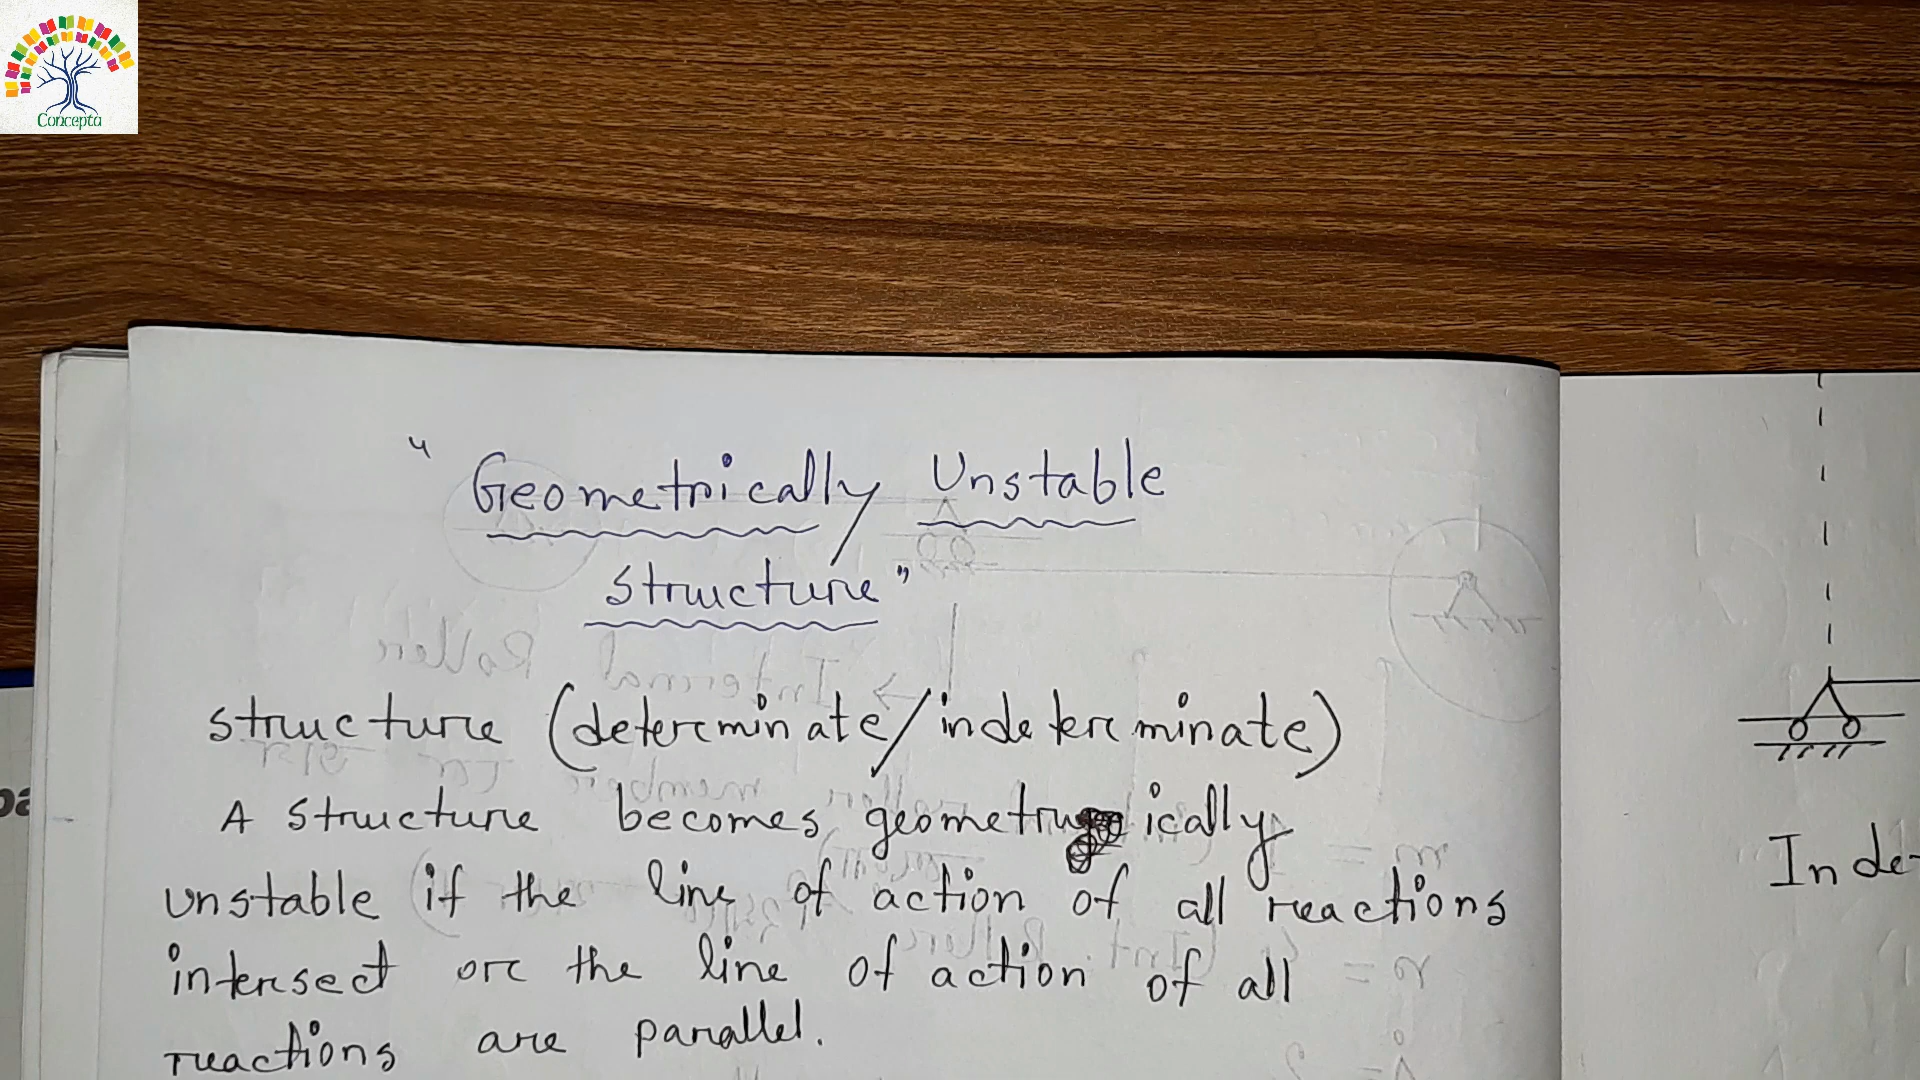 Concepta
"Geometrically Unstable
Structure"
Structure (determinate/indeterminate)
A structure becomes geometrically
unstable if the line of action of all reactions
intersect or the line of action of all
reactions are parallel.
Inde